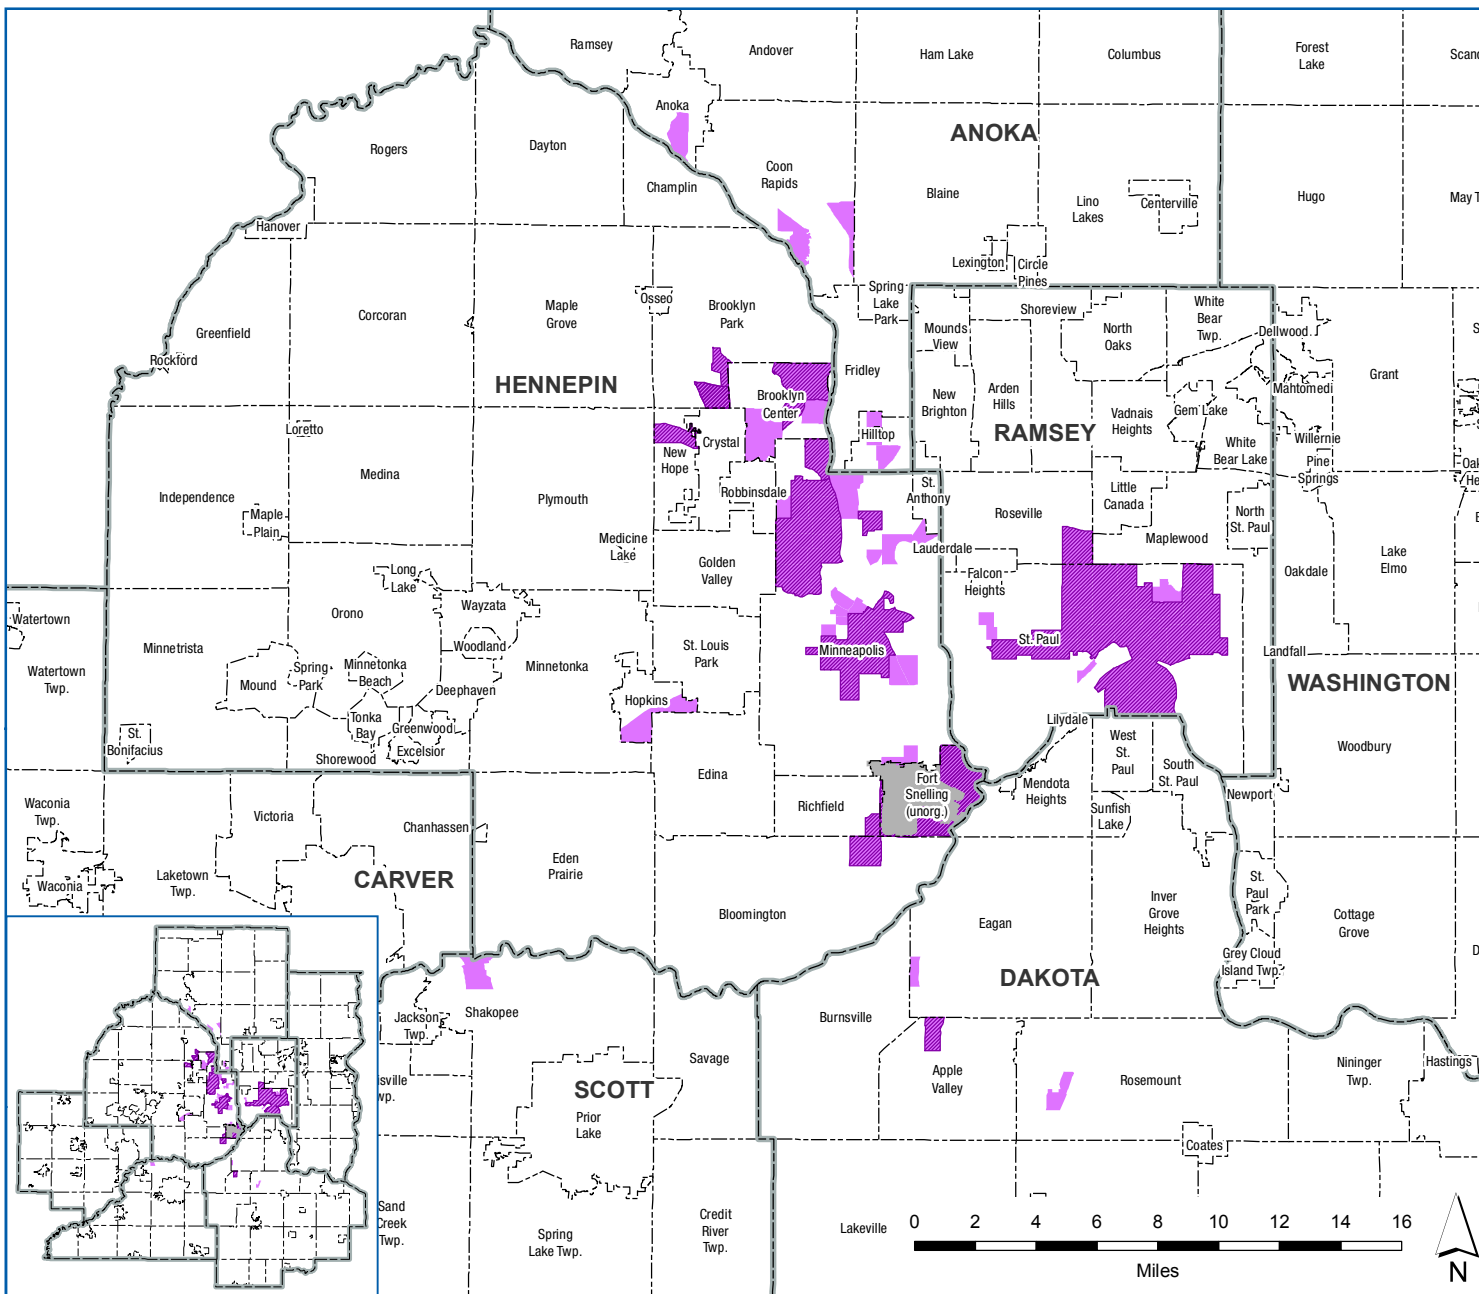 Ramsey
Andover
Ham Lake
Columbus
Forest
Lake
Anoka
ANOKA
Rogers
Dayton
Coon
Rapids
Champlin
Blaine
Lino
Lakes
Centerville
Hugo
Hanover
Lexington
Circle
Pines
Osseo
Spring
Lake
Park
Shoreview
White
Bear
Twp.
Maple
Grove
Brooklyn
Park
Corcoran
Greenfield
Mounds
View
North
Oaks
Dellwood
Rockford
HENNEPIN
Fridley
Grant
Mahtomedi
Brooklyn
Center
New
Brighton
Arden
Hills
Vadnais
Heights
Gem Lake
Loretto
Crystal
Hilltop
RAMSEY
White
Bear Lake
Willernie
Pine
Springs
New
Hope
Medina
Independence
Plymouth
Robbinsdale
St.
Anthony
Little
Canada
Maple
Plain
Roseville
North
St. Paul
Medicine
Lake
Maplewood
Lauderdale
Golden
Valley
Lake
Elmo
Long
Lake
Falcon
Heights
Oakdale
Wayzata
Orono
Watertown
Minnetrista
Woodland
St. Louis
Park
Minneapolis
St. Paul
Landfall
Watertown
Twp.
Spring
Park
Minnetonka
Beach
Minnetonka
Mound
Deephaven
WASHINGTON
Hopkins
Tonka
Bay
Greenwood
Lilydale
St.
Bonifacius
Excelsior
West
St.
Paul
Woodbury
Shorewood
Edina
Fort
Snelling
(unorg.)
South
St. Paul
Mendota
Heights
Newport
Waconia
Twp.
Victoria
Richfield
Sunfish
Lake
Chanhassen
Eden
Prairie
Laketown
Twp.
Waconia
CARVER
St.
Paul
Park
Bloomington
Eagan
Inver
Grove
Heights
Cottage
Grove
Grey Cloud
Island Twp.
DAKOTA
Jackson
Twp.
Shakopee
Burnsville
Savage
Apple
Valley
Rosemount
Nininger
Twp.
Hastings
SCOTT
Prior
Lake
Coates
Sand
Creek
Twp.
Spring
Lake Twp.
Credit
River
Twp.
Lakeville
0 2 4 6 8 10 12 14 16
Miles
N